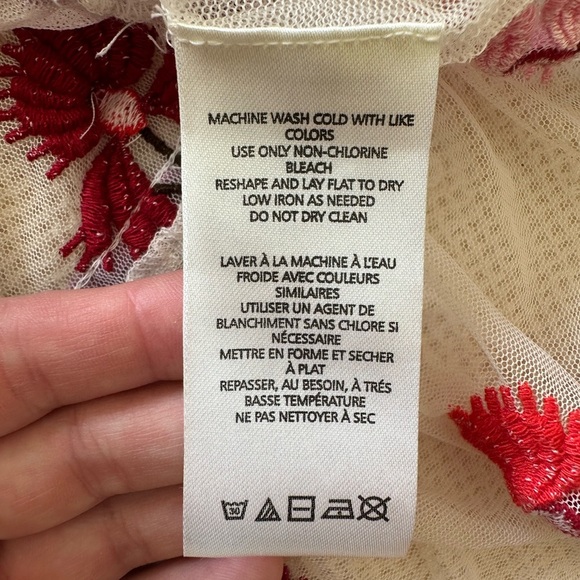 MACHINE WASH COLD WITH LIKE
COLORS
USE ONLY NON-CHLORINE
BLEACH
RESHAPE AND LAY FLAT TO DRY
LOW IRON AS NEEDED
DO NOT DRY CLEAN
LAVER À LA MACHINE À L'EAU
FROIDE AVEC COULEURS
SIMILAIRES
UTILISER UN AGENT DE
BLANCHIMENT SANS CHLORE SI
NÉCESSAIRE
METTRE EN FORME ET SECHER
À PLAT
REPASSER, AU BESOIN, À TRÉS
BASSE TEMPÉRATURE
NE PAS NETTOYER À SEC
30